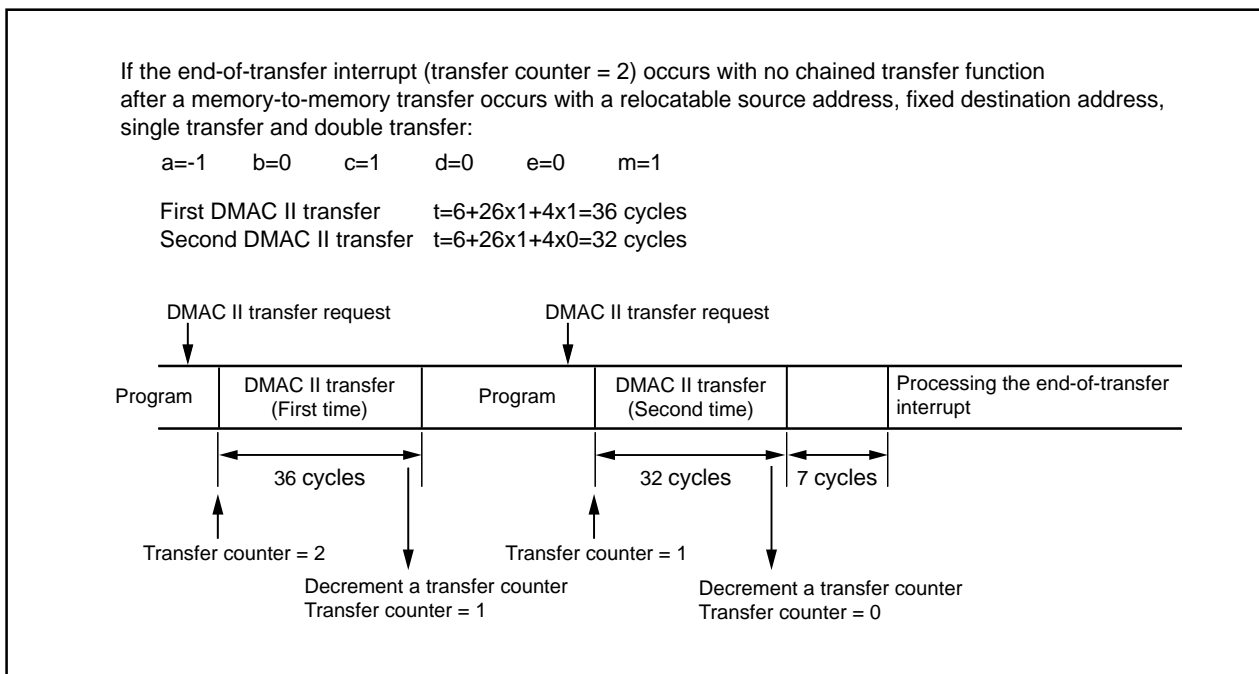 If the end-of-transfer interrupt (transfer counter = 2) occurs with no chained transfer function
after a memory-to-memory transfer occurs with a relocatable source address, fixed destination address,
single transfer and double transfer:
a=-1 b=0 c=1 d=0 e=0 m=1
First DMAC II transfer t=6+26x1+4x1=36 cycles
Second DMAC II transfer t=6+26x1+4x0=32 cycles
DMAC II transfer request DMAC II transfer request
Program
DMAC II transfer
(First time)
Program
DMAC II transfer
(Second time)
Processing the end-of-transfer
interrupt
36 cycles 32 cycles 7 cycles
Transfer counter = 2 Transfer counter = 1
Decrement a transfer counter
Transfer counter = 1
Decrement a transfer counter
Transfer counter = 0